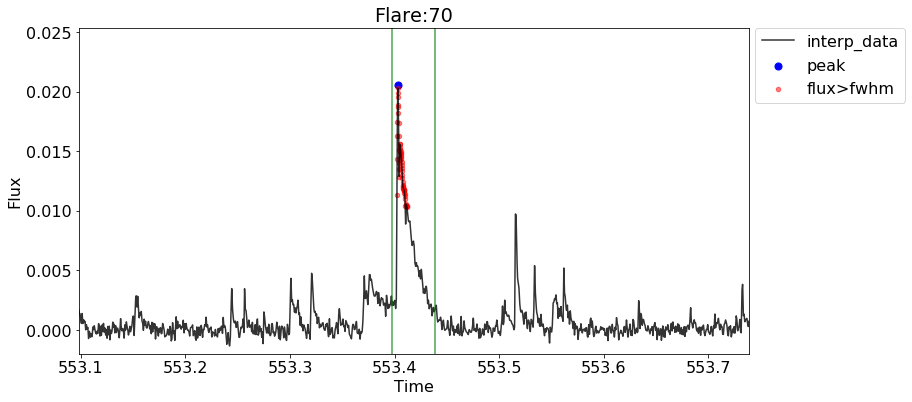 Flare:70
0.025
0.020
0.015
0.010
0.005
0.000
Flux
553.1
553.2
553.3
553.4
553.5
553.6
553.7
Time
interp_data
peak
flux>fwhm